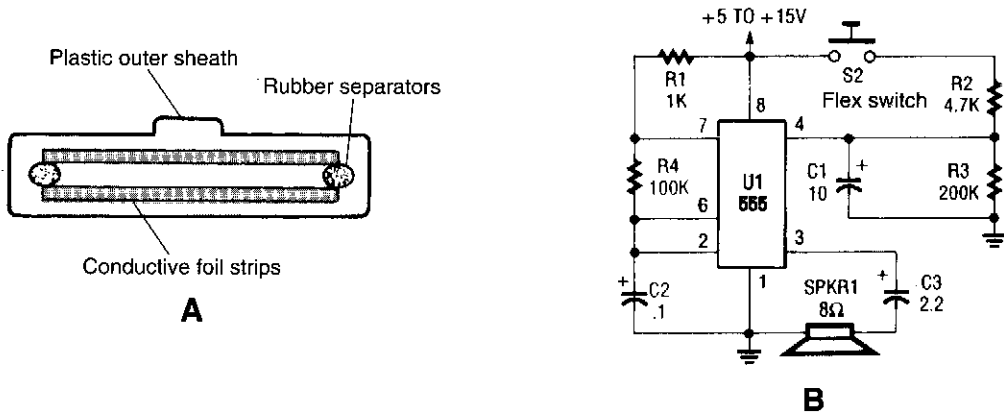 Plastic outer sheath
Rubber separators
Conductive foil strips
A
+5 TO +15V
R1
1K
S2
Flex switch
R2
4.7K
8
7
4
R4
100K
U1
555
C1
10
+
R3
200K
6
2
3
1
+
C2
.1
SPKR1
8Ω
+
C3
2.2
B